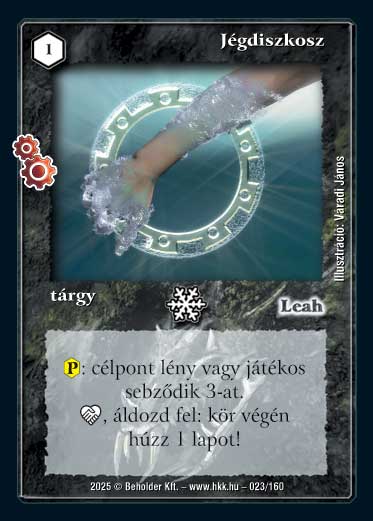 1
Jégdiszkosz
Illusztráció: Váradi János
tárgy
Leah
P: célpont lény vagy játékos
sebződik 3-at.
, áldozd fel: kör végén
húzz 1 lapot!
2025 © Beholder Kft. – www.hkk.hu – 023/160